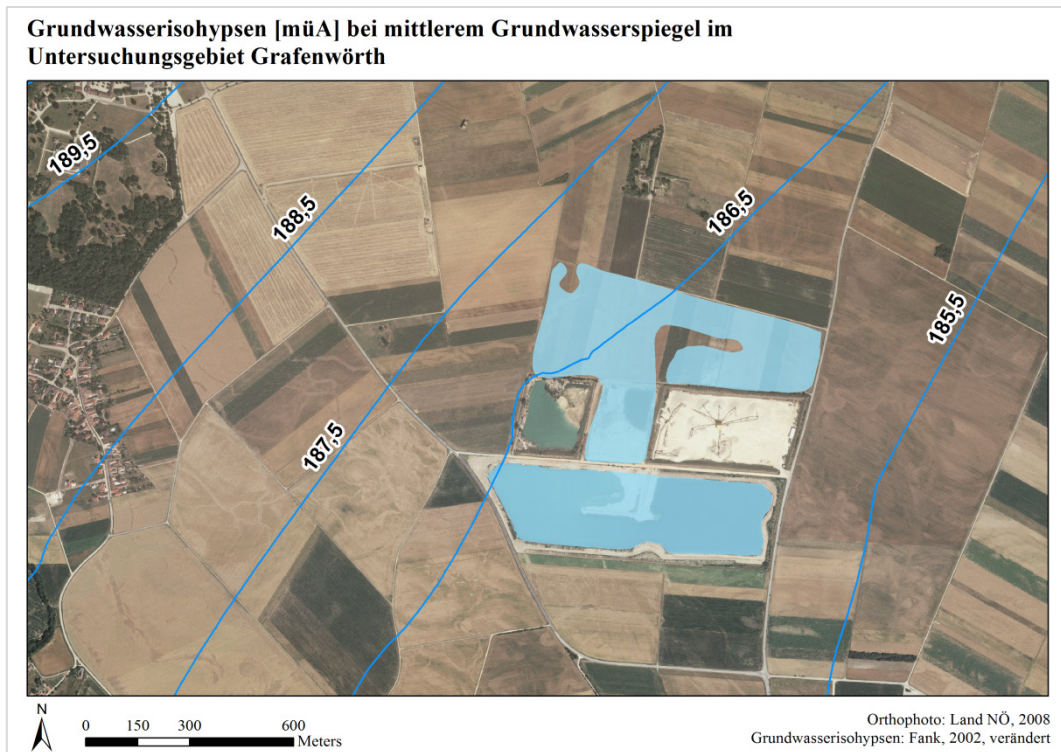 Grundwasserisohypsen [müA] bei mittlerem Grundwasserspiegel im
Untersuchungsgebiet Grafenwörth
189,5
188,5
186,5
185,5
187,5
N
0 150 300 600
Meters
Orthophoto: Land NÖ, 2008
Grundwasserisohypsen: Fank, 2002, verändert